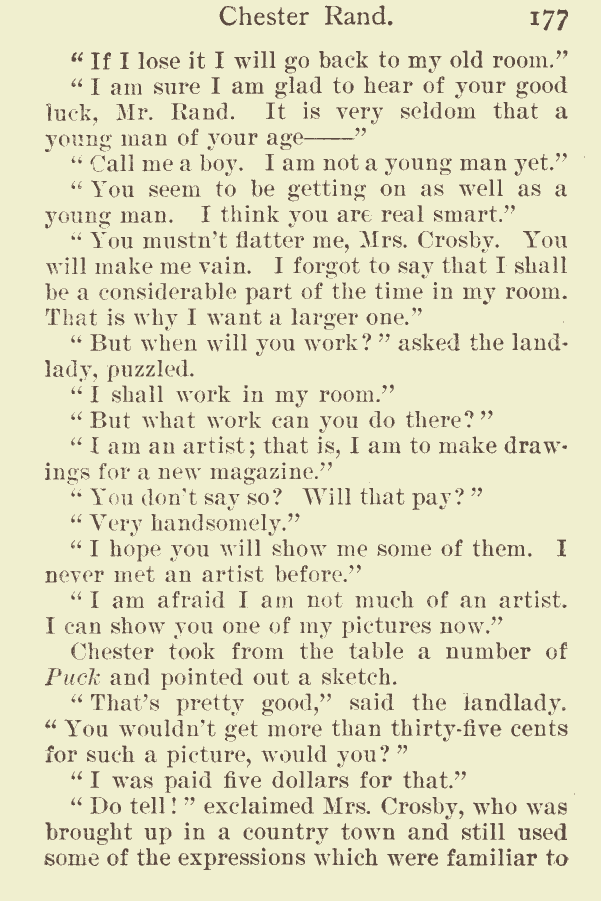 Chester Rand. 177
“ If I lose it I will go back to my old room.”
“ I am sure I am glad to hear of your good
luck, Mr. Rand. It is very seldom that a
young man of your age——”
“ Call me a boy. I am not a young man yet.”
“ You seem to be getting on as well as a
young man. I think you are real smart.”
“ You mustn't flatter me, Mrs. Crosby. You
will make me vain. I forgot to say that I shall
be a considerable part of the time in my room.
That is why I want a larger one.”
“ But when will you work? ” asked the land-
lady, puzzled.
“ I shall work in my room.”
“ But what work can you do there? ”
“ I am an artist; that is, I am to make draw-
ings for a new magazine.”
“ You don't say so? Will that pay? ”
“ Very handsomely.”
“ I hope you will show me some of them. I
never met an artist before.”
“ I am afraid I am not much of an artist.
I can show you one of my pictures now.”
Chester took from the table a number of
Puck and pointed out a sketch.
“ That's pretty good,” said the landlady.
“ You wouldn't get more than thirty-five cents
for such a picture, would you? ”
“ I was paid five dollars for that.”
“ Do tell! ” exclaimed Mrs. Crosby, who was
brought up in a country town and still used
some of the expressions which were familiar to